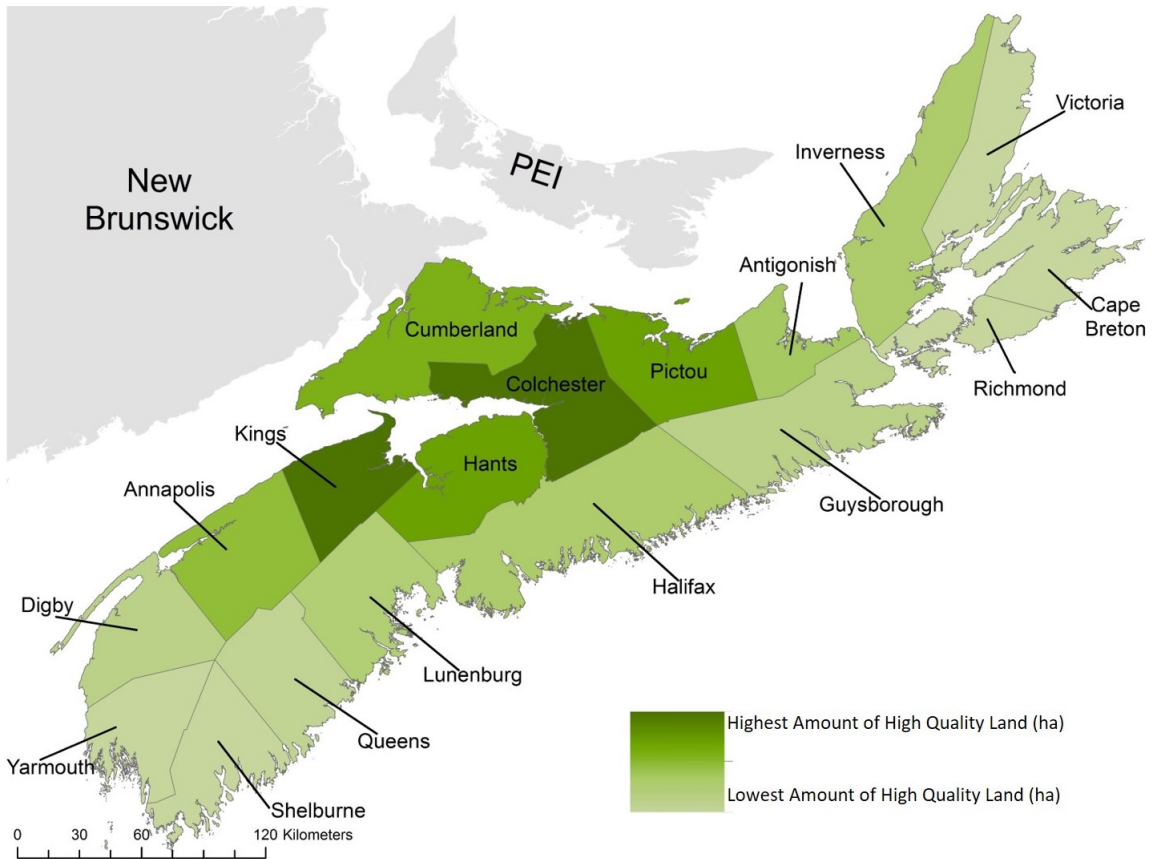 New
Brunswick
PEI
Victoria
Inverness
Antigonish
Cape
Breton
Cumberland
Colchester
Pictou
Richmond
Kings
Hants
Annapolis
Guysborough
Halifax
Digby
Lunenburg
Queens
Yarmouth
Shelburne
Highest Amount of High Quality Land (ha)
Lowest Amount of High Quality Land (ha)
0 30 60 120 Kilometers